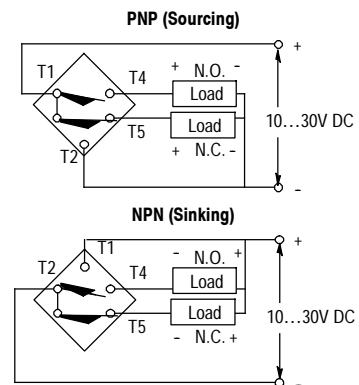 PNP (Sourcing)
+
T1
T4
+ N.O. -
Load
Load
T5
+ N.C. -
T2
10...30V DC
-
NPN (Sinking)
+
T1
T2
T4
- N.O. +
Load
Load
T5
- N.C. +
10...30V DC
-